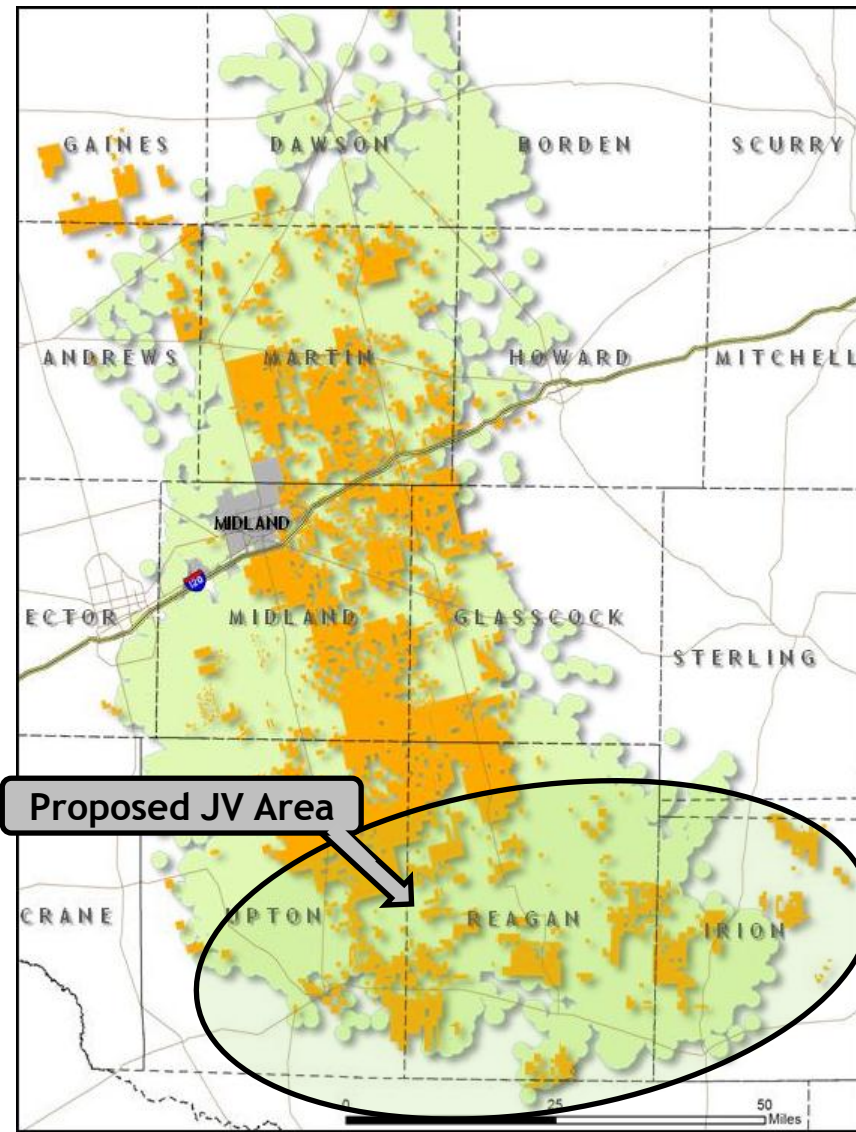 GAINES
DAWSON
BORDEN
SCURRY
ANDREWS
MARTIN
HOWARD
MITCHELL
MIDLAND
120
ECTOR
MIDLAND
GLASSCOCK
STERLING
Proposed JV Area
CRANE
UPTON
REAGAN
IRION
0
25
50
Miles